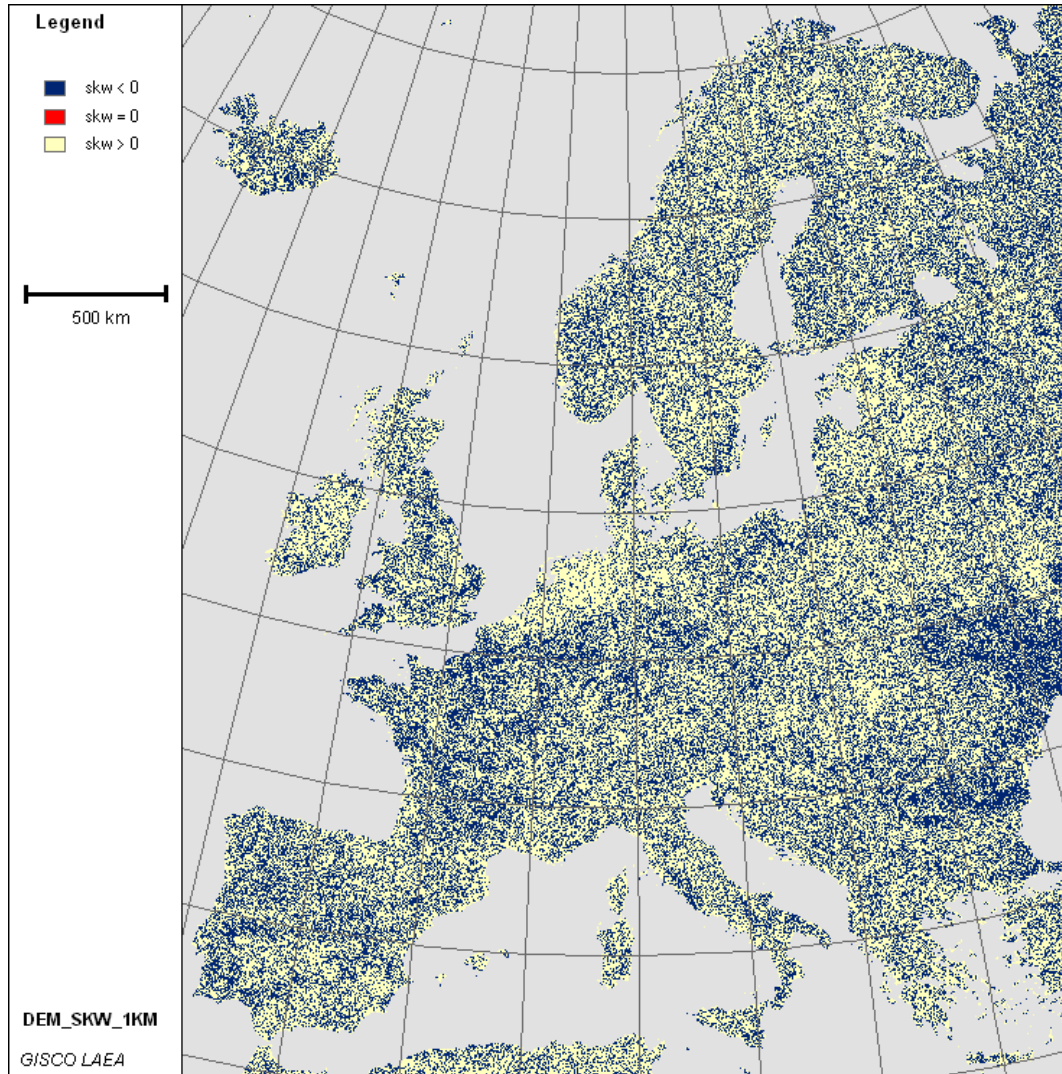 Legend
skw < 0
skw = 0
skw > 0
500 km
DEM_SKW_1KM
GISCO LAEA